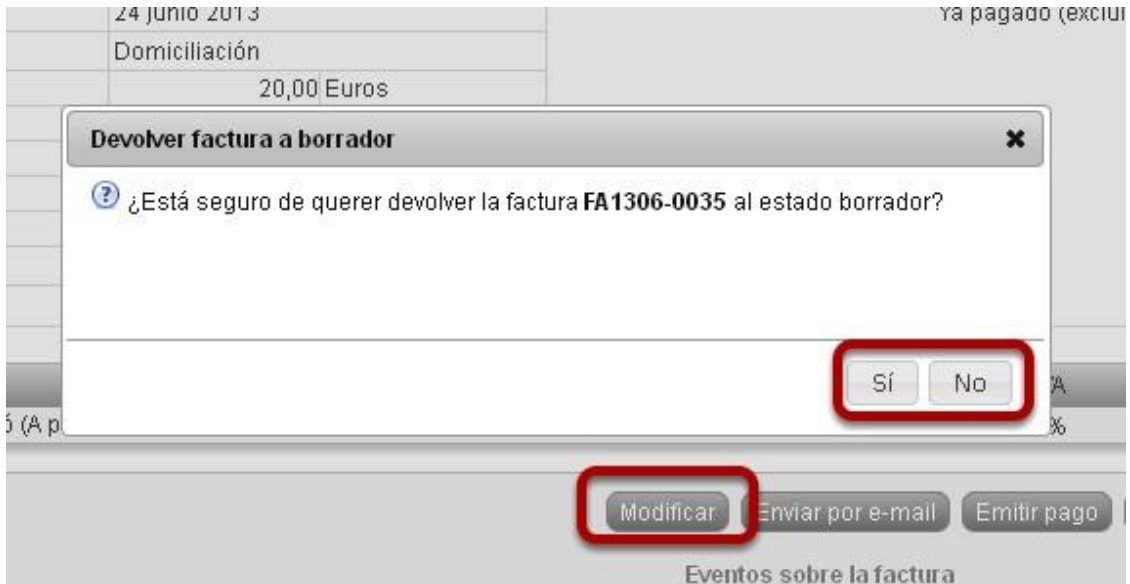 24 junio 2013
Ya pagado (exclui
Domiciliación
20,00 Euros
Devolver factura a borrador
¿Está seguro de querer devolver la factura FA1306-0035 al estado borrador?
Sí No
ó (A p
%
Modificar Enviar por e-mail Emitir pago
Eventos sobre la factura